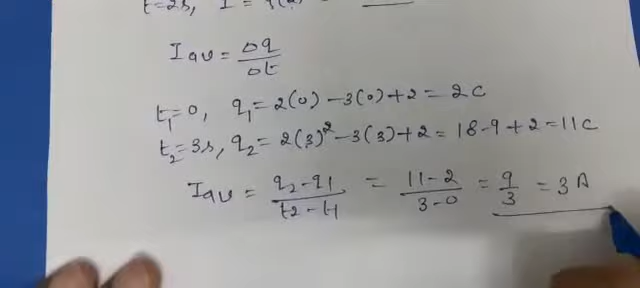 t=2s, I =
Iav = Δq/Δt
t1=0, q1=2(0)-3(0)+2=2C
t2=3s, q2=2(3)²-3(3)+2=18-9+2=11C
Iav = q2-q1/t2-t1 = 11-2/3-0 = 9/3 = 3A